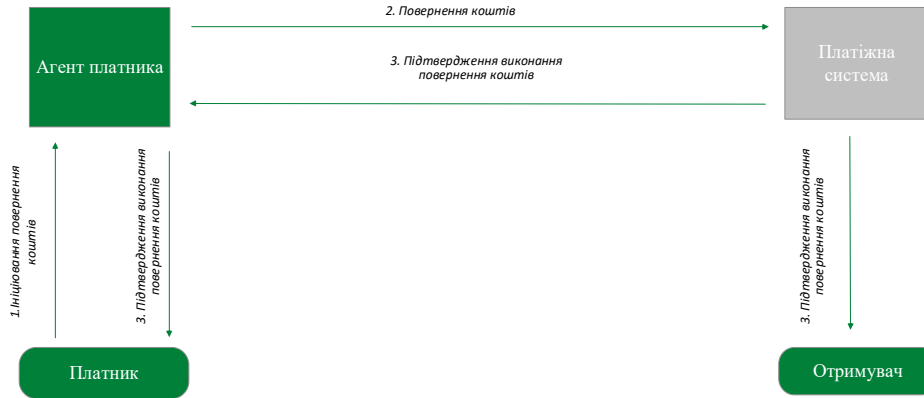 2. Повернення коштів
Агент платника
3. Підтвердження виконання
повернення коштів
Платіжна
система
1.Ініціювання повернення
коштів
3. Підтвердження виконання
повернення коштів
3. Підтвердження виконання
повернення коштів
Платник
Отримувач